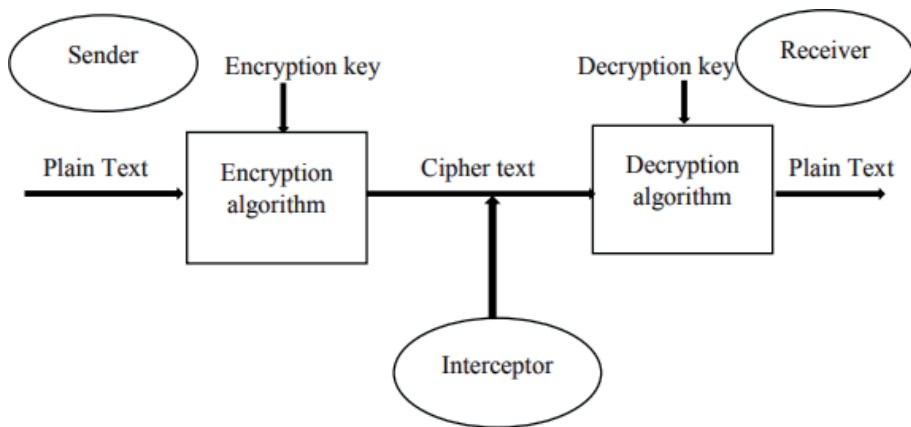 Sender
Receiver
Encryption key
Decryption key
Plain Text
Encryption
algorithm
Cipher text
Decryption
algorithm
Plain Text
Interceptor